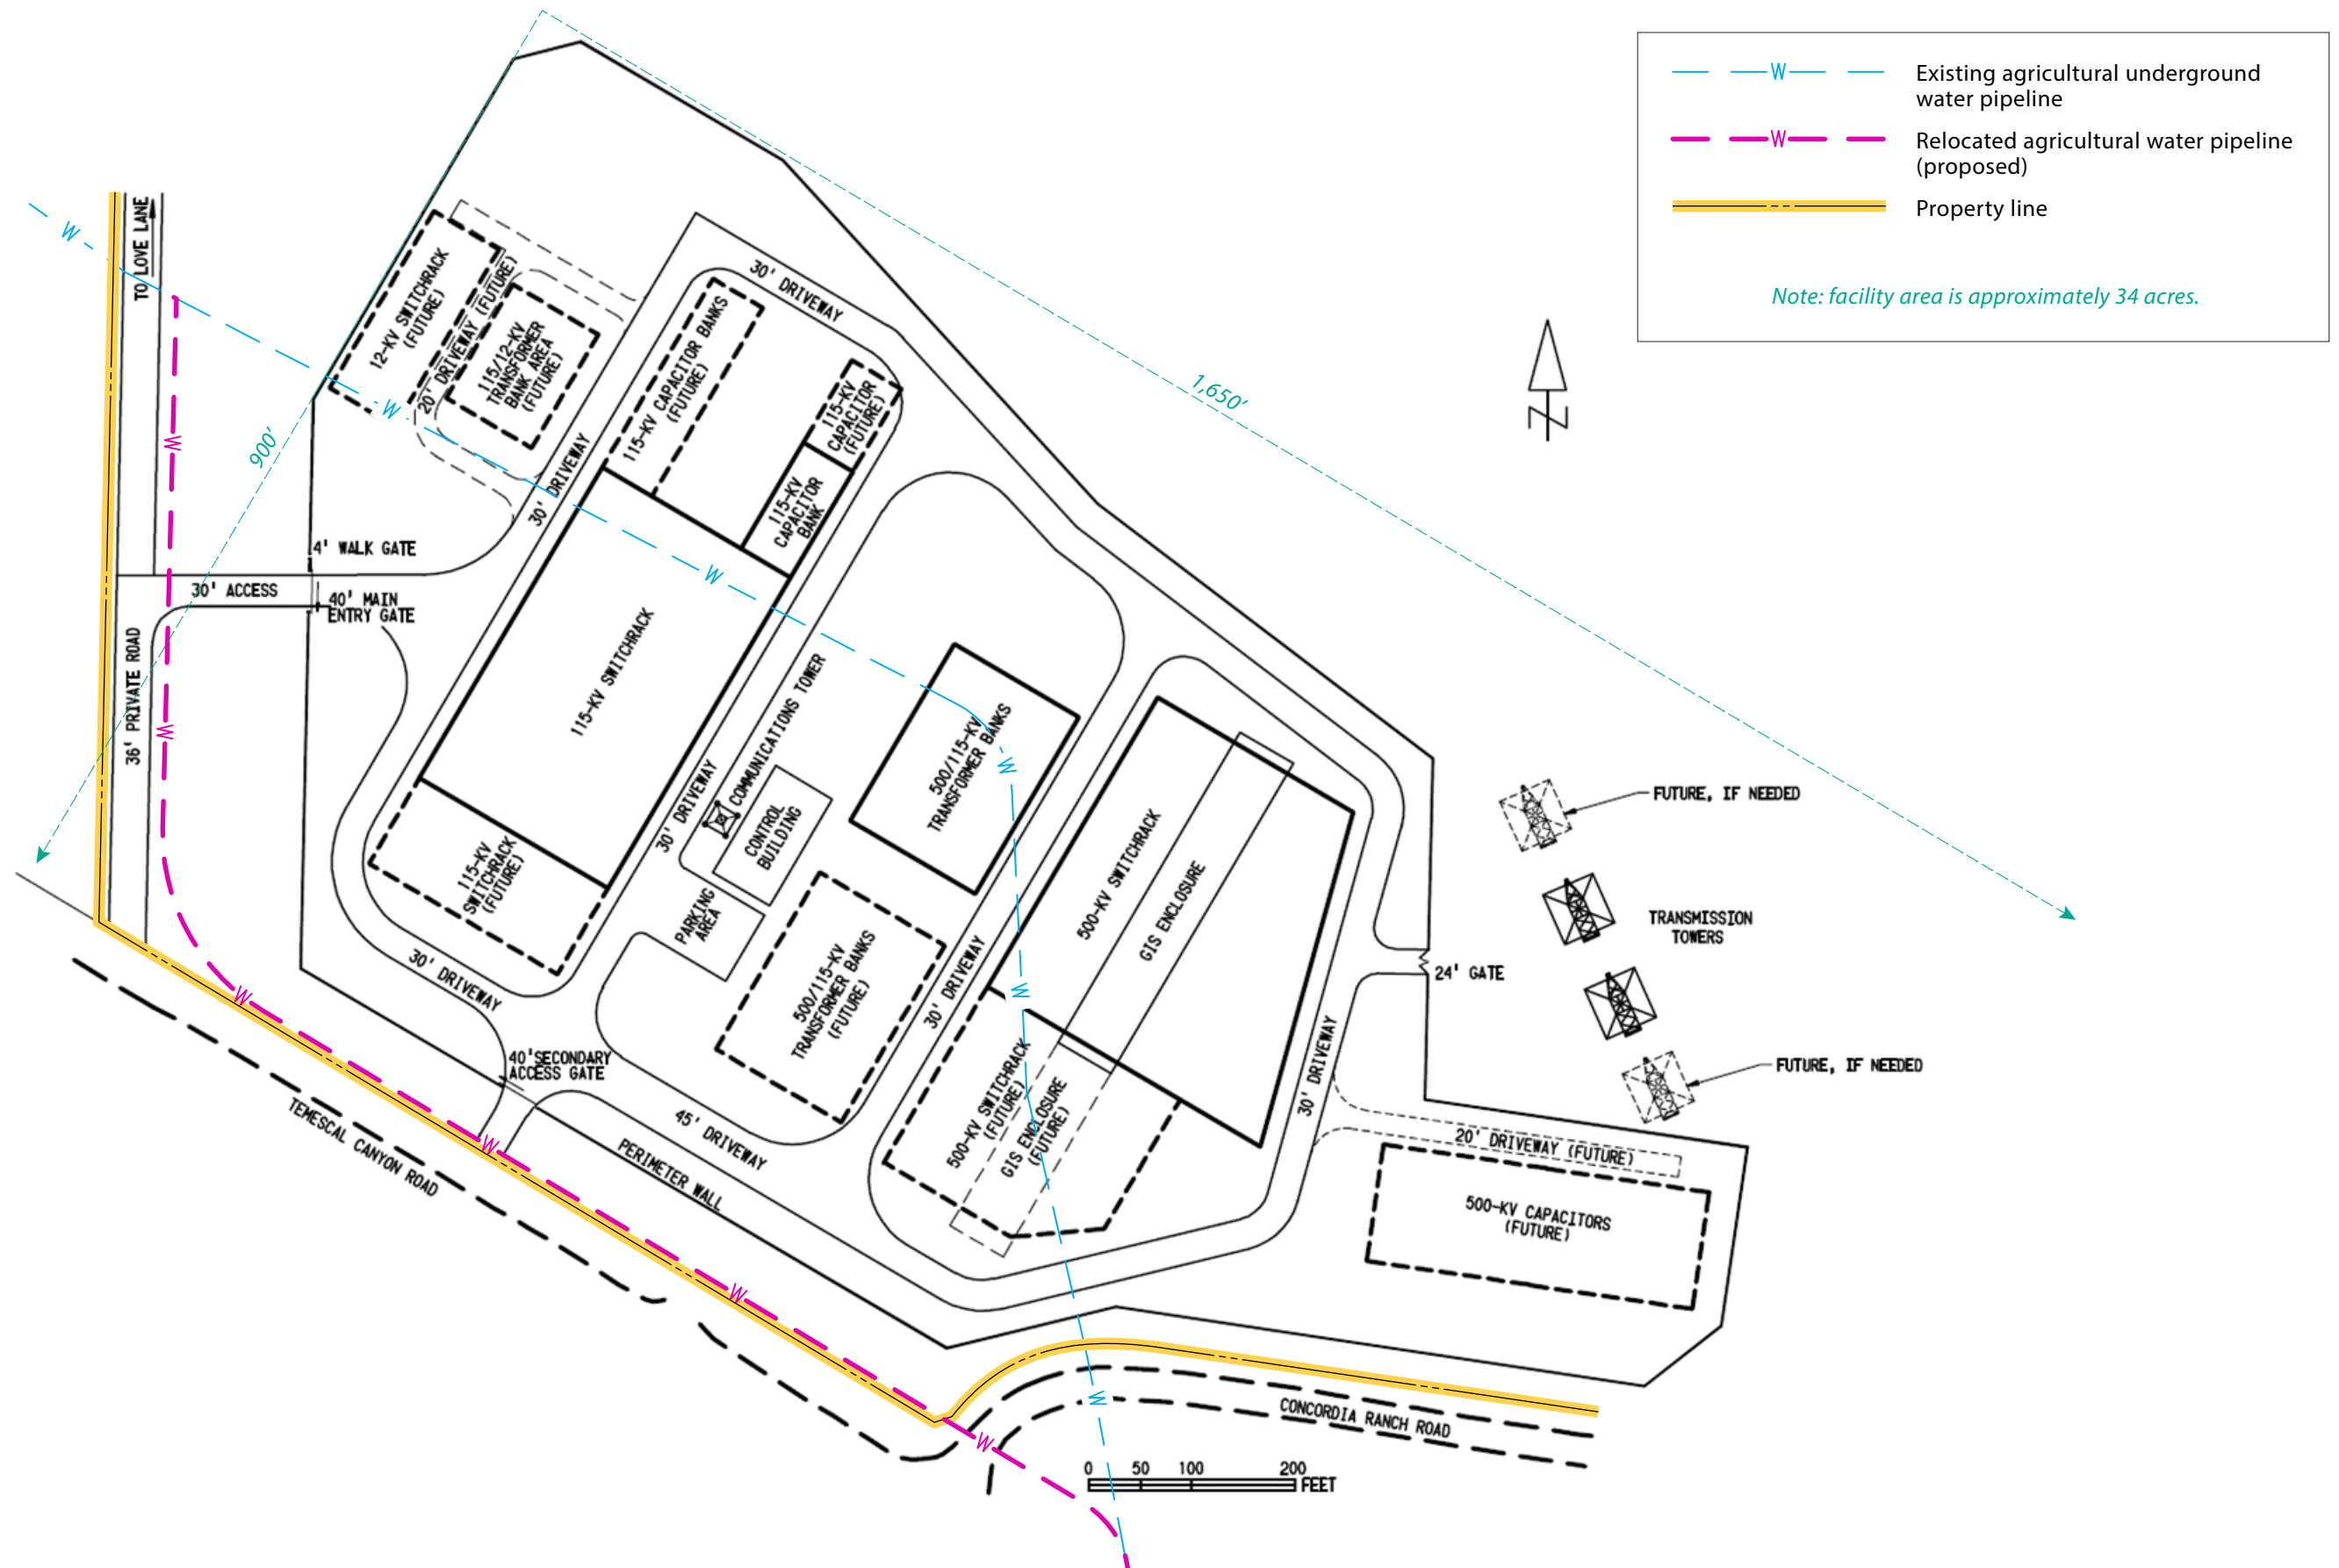 W
Existing agricultural underground
water pipeline
W
Relocated agricultural water pipeline
(proposed)
Property line
Note: facility area is approximately 34 acres.
1,650'
900'
TO LOVE LANE
W
12-KV SWITCHRACK
(FUTURE)
20' DRIVEWAY (FUTURE)
115/12-KV
TRANSFORMER
BANK AREA
(FUTURE)
W
30' DRIVEWAY
115-KV CAPACITOR BANKS
(FUTURE)
115-KV
CAPACITOR
(FUTURE)
115-KV
CAPACITOR
BANK
30' DRIVEWAY
W
4' WALK GATE
30' ACCESS
40' MAIN
ENTRY GATE
36' PRIVATE ROAD
W
W
115-KV SWITCHRACK
COMMUNICATIONS TOWER
30' DRIVEWAY
CONTROL
BUILDING
PARKING
AREA
115-KV
SWITCHRACK
(FUTURE)
30' DRIVEWAY
500/115-KV
TRANSFORMER BANKS
W
500/115-KV
TRANSFORMER BANKS
(FUTURE)
30' DRIVEWAY
W
500-KV SWITCHRACK
GIS ENCLOSURE
500-KV SWITCHRACK
(FUTURE)
GIS ENCLOSURE
(FUTURE)
30' DRIVEWAY
24' GATE
FUTURE, IF NEEDED
TRANSMISSION
TOWERS
FUTURE, IF NEEDED
20' DRIVEWAY (FUTURE)
500-KV CAPACITORS
(FUTURE)
W
40'SECONDARY
ACCESS GATE
W
45' DRIVEWAY
PERIMETER WALL
TEMESCAL CANYON ROAD
W
W
W
CONCORDIA RANCH ROAD
0 50 100 200
FEET
N